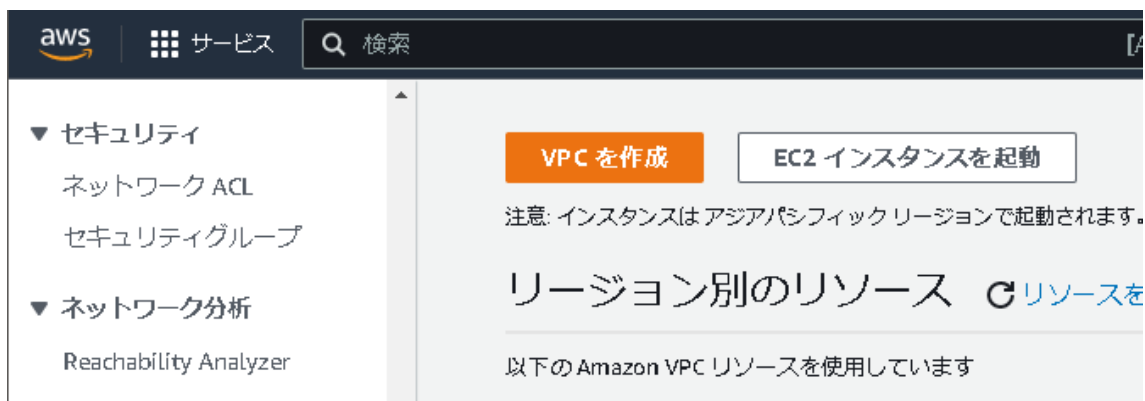 aws サービス 検索 [A
▼ セキュリティ
ネットワーク ACL
セキュリティグループ
▼ ネットワーク分析
Reachability Analyzer
VPC を作成 EC2 インスタンスを起動
注意: インスタンスは アジアパシフィック リージョンで起動されます。
リージョン別のリソース リソースを
以下の Amazon VPC リソースを使用しています